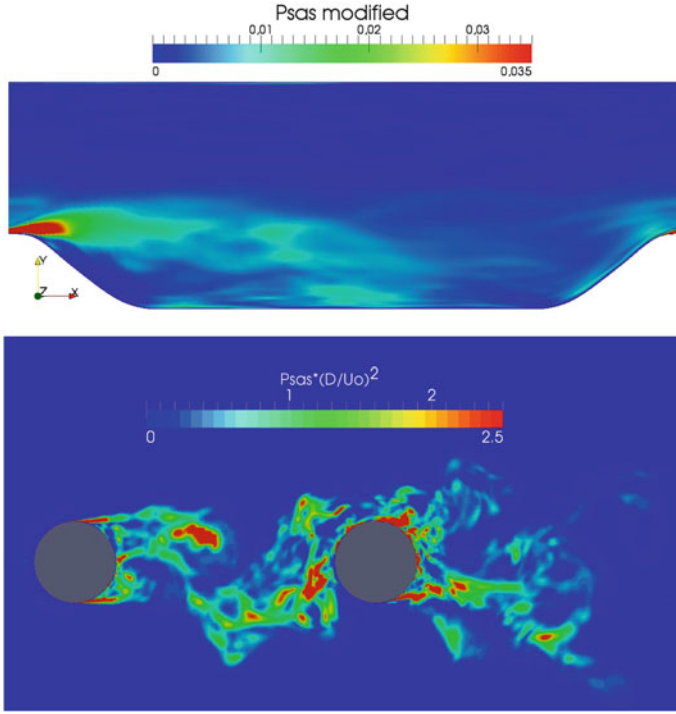 Psas modified
0,01 0,02 0,03
0 0,035
Y
Z X
Psas*(D/Uo)²
1 2
0 2.5